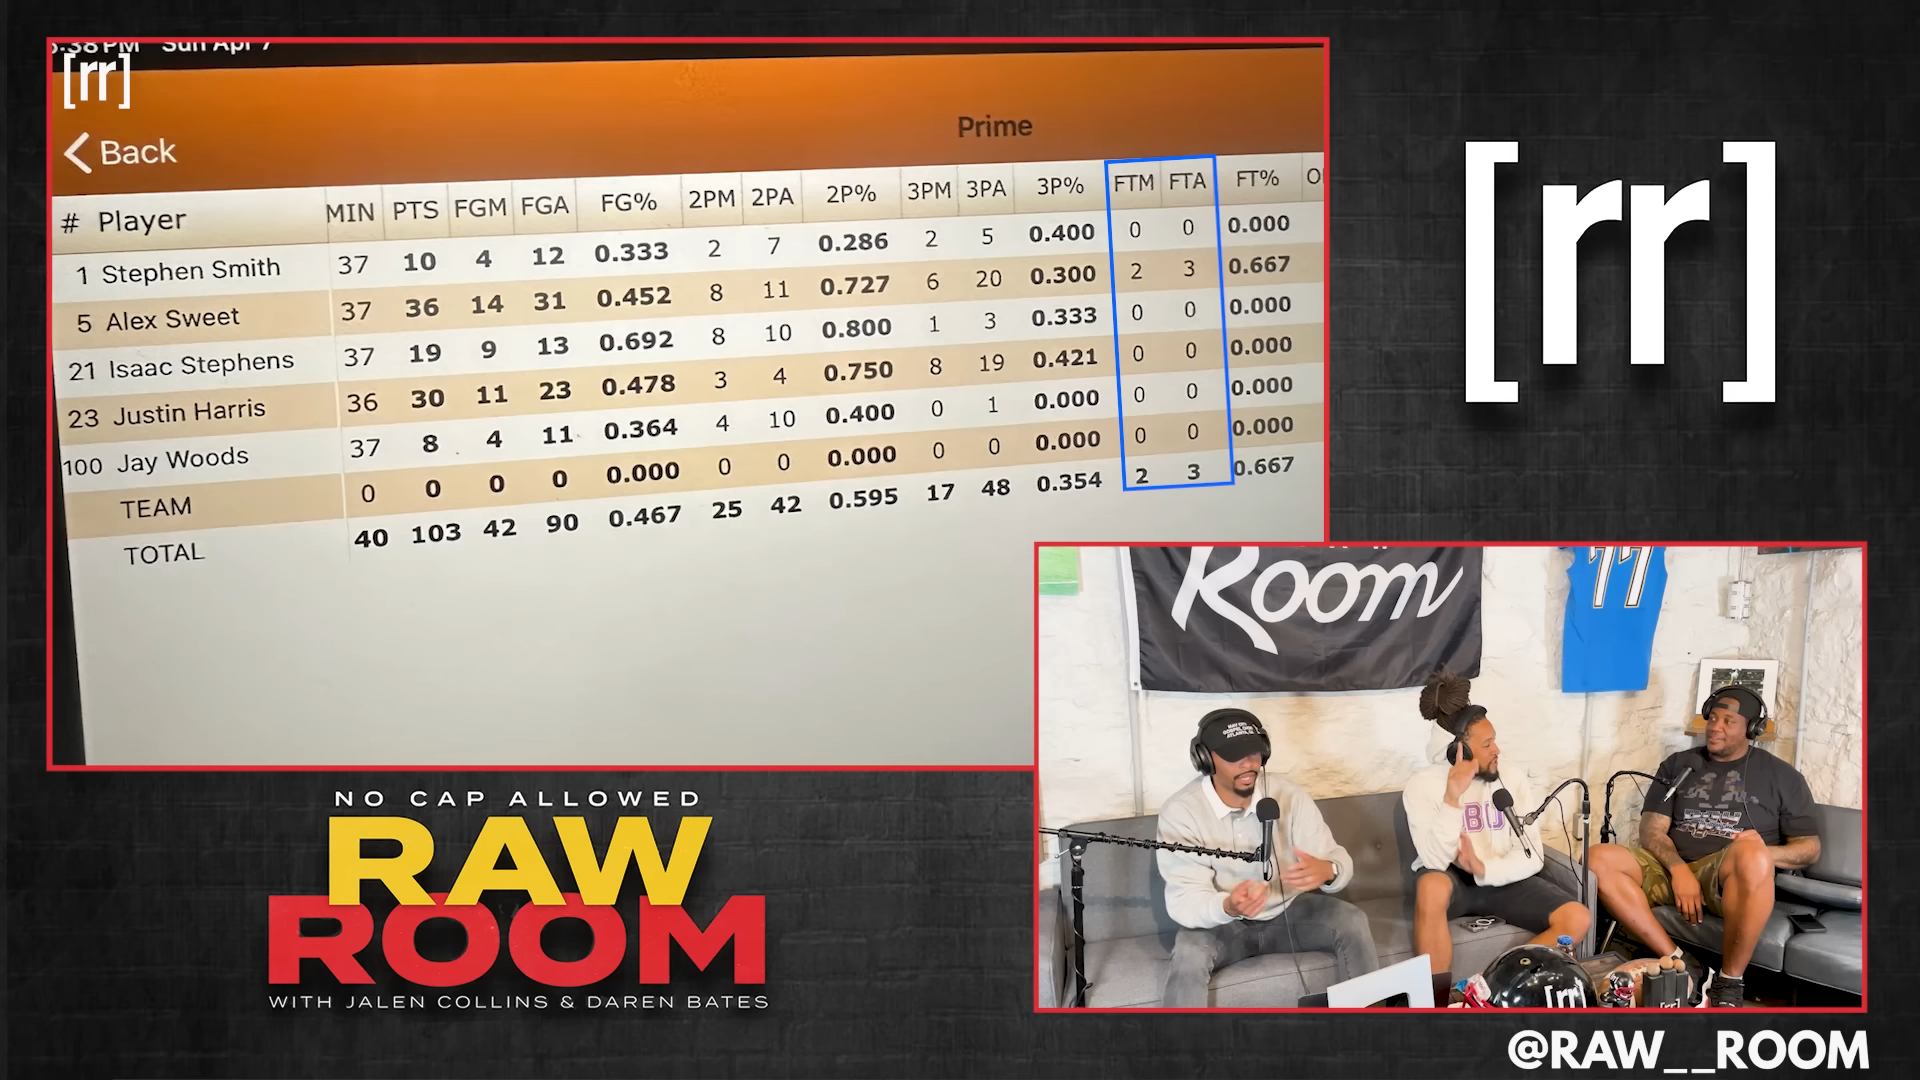 5:38 PM Sun Apr 7
[rr]
Back
Prime
# Player MIN PTS FGM FGA FG% 2PM 2PA 2P% 3PM 3PA 3P% FTM FTA FT%
1 Stephen Smith 37 10 4 12 0.333 2 7 0.286 2 5 0.400 0 0 0.000
5 Alex Sweet 37 36 14 31 0.452 8 11 0.727 6 20 0.300 2 3 0.667
21 Isaac Stephens 37 19 9 13 0.692 8 10 0.800 1 3 0.333 0 0 0.000
23 Justin Harris 36 30 11 23 0.478 3 4 0.750 8 19 0.421 0 0 0.000
100 Jay Woods 37 8 4 11 0.364 4 10 0.400 0 1 0.000 0 0 0.000
TEAM 0 0 0 0 0.000 0 0 0.000 0 0 0.000 0 0 0.000
TOTAL 40 103 42 90 0.467 25 42 0.595 17 48 0.354 2 3 0.667
[rr]
Room
77
NO CAP ALLOWED
RAW
ROOM
WITH JALEN COLLINS & DAREN BATES
[rr]
@RAW__ROOM